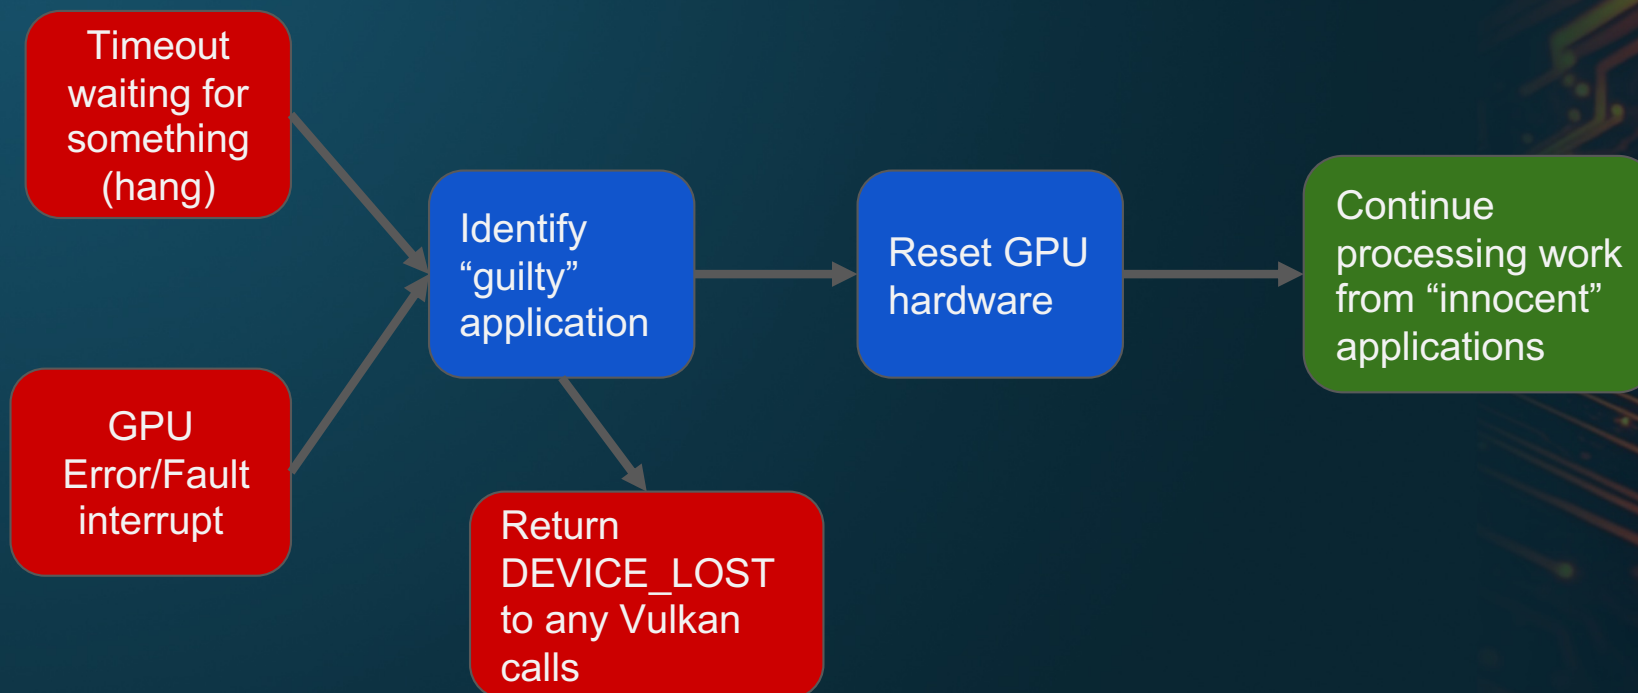 Timeout
waiting for
something
(hang)
GPU
Error/Fault
interrupt
Identify
“guilty”
application
Return
DEVICE_LOST
to any Vulkan
calls
Reset GPU
hardware
Continue
processing work
from “innocent”
applications